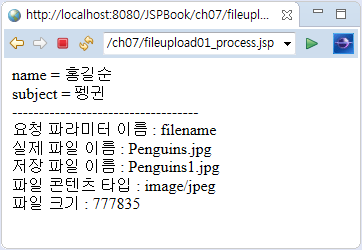 http://localhost:8080/JSPBook/ch07/fileupl...
/ch07/fileupload01_process.jsp
name = 홍길순
subject = 펭귄
----------------------------------
요청 파라미터 이름 : filename
실제 파일 이름 : Penguins.jpg
저장 파일 이름 : Penguins1.jpg
파일 콘텐츠 타입 : image/jpeg
파일 크기 : 777835